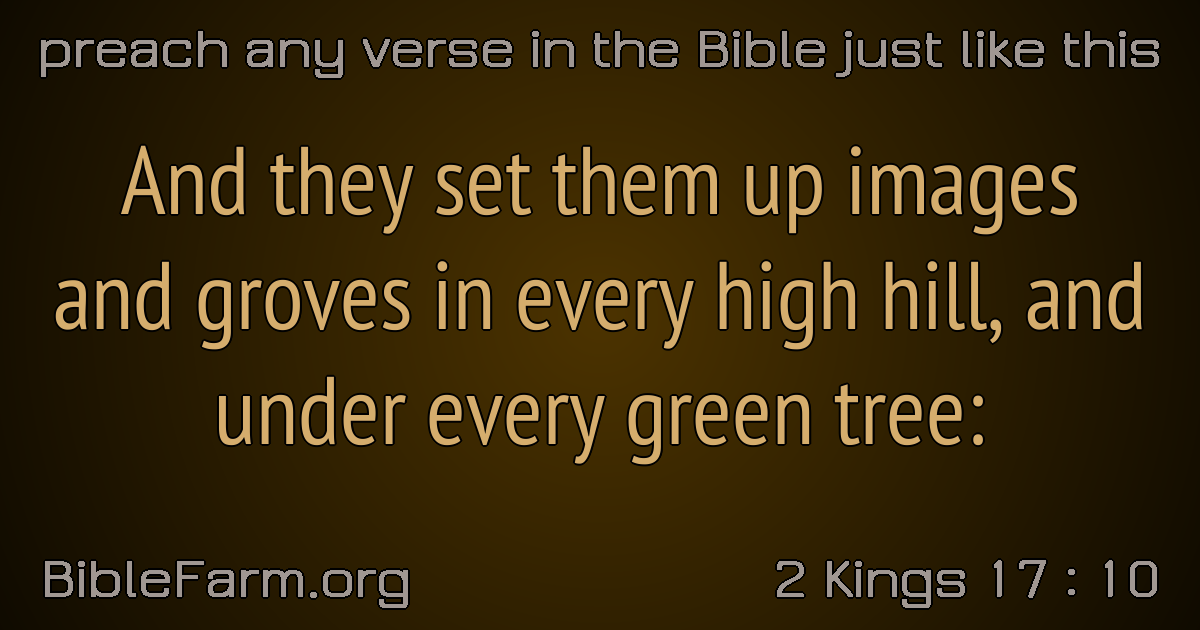 preach any verse in the Bible just like this
And they set them up images
and groves in every high hill, and
under every green tree:
BibleFarm.org
2 Kings 17 : 10